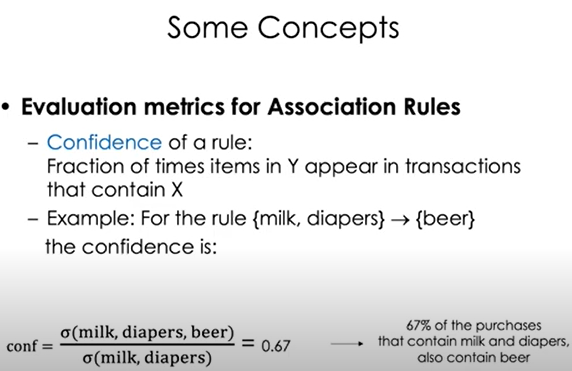 Some Concepts
• Evaluation metrics for Association Rules
– Confidence of a rule:
Fraction of times items in Y appear in transactions
that contain X
– Example: For the rule {milk, diapers} → {beer}
the confidence is:
conf = σ(milk, diapers, beer) / σ(milk, diapers) = 0.67
67% of the purchases
that contain milk and diapers,
also contain beer